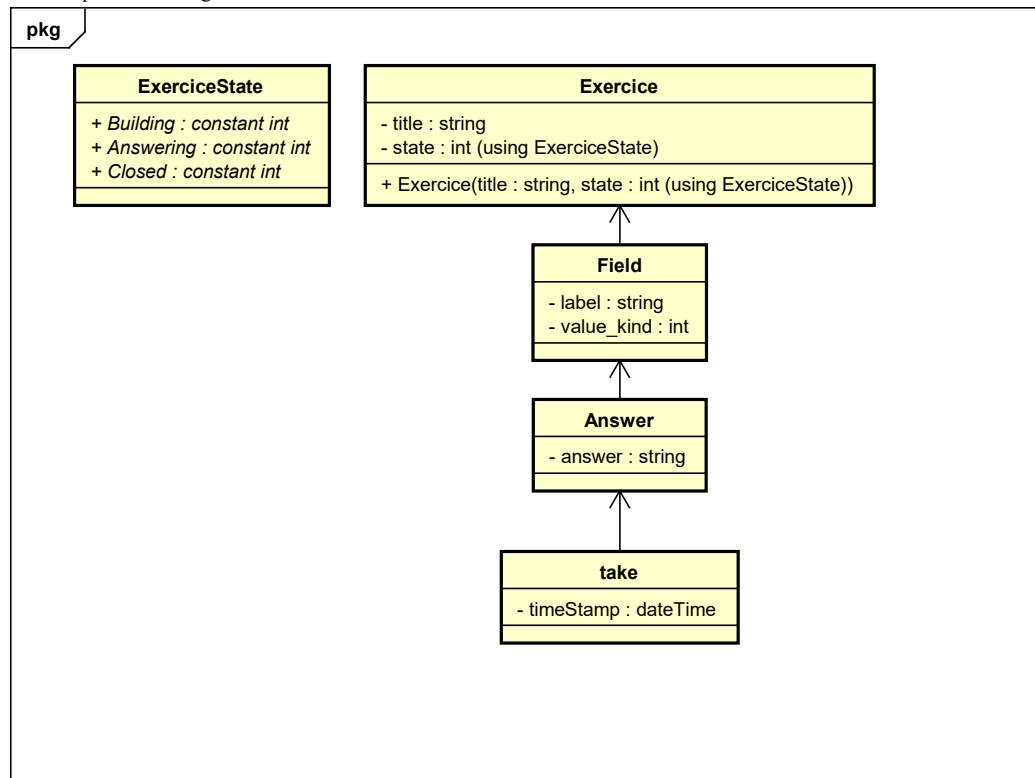 pkg
ExerciceState
+ Building : constant int
+ Answering : constant int
+ Closed : constant int
Exercice
- title : string
- state : int (using ExerciceState)
+ Exercice(title : string, state : int (using ExerciceState))
Field
- label : string
- value_kind : int
Answer
- answer : string
take
- timeStamp : dateTime